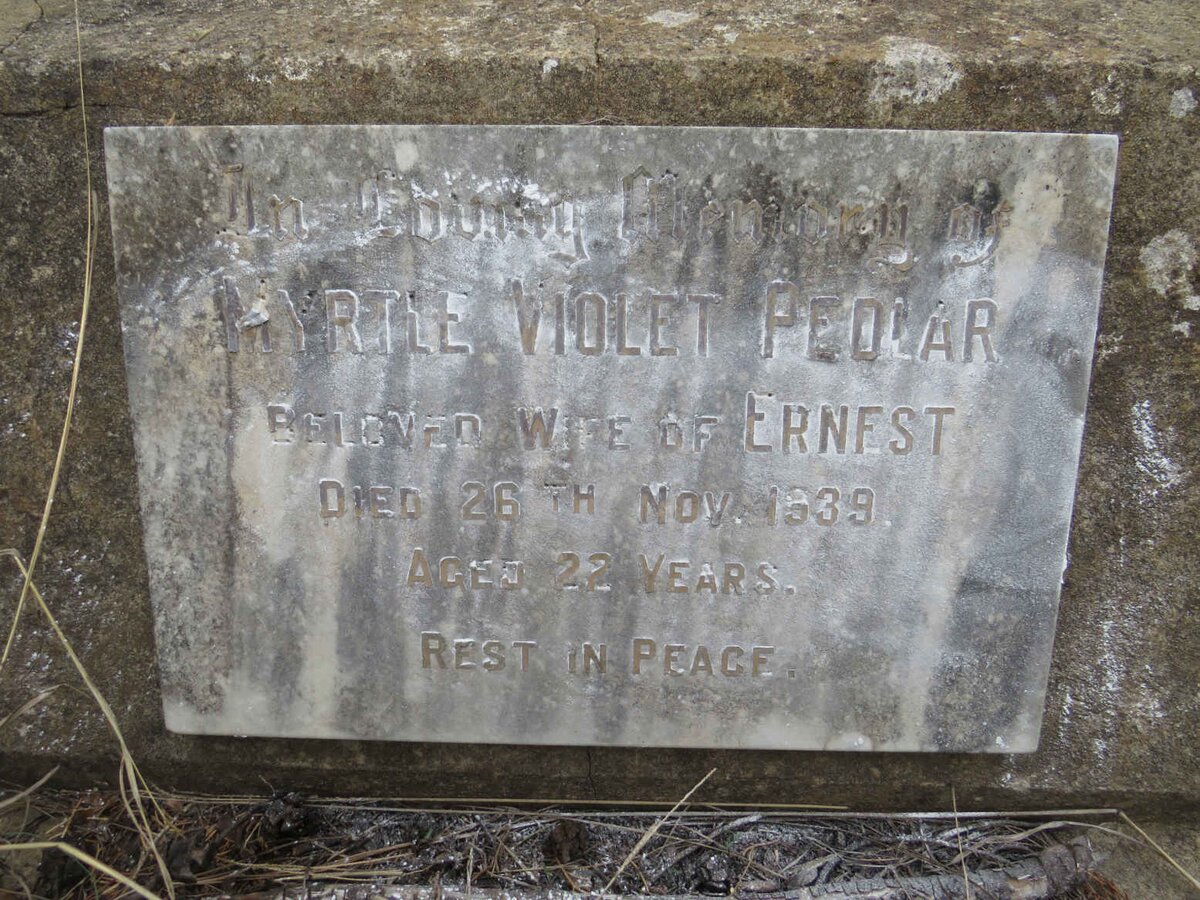 In Loving Memory of
MYRTLE VIOLET PEDLAR
BELOVED WIFE OF ERNEST
DIED 26TH NOV. 1939.
AGED 22 YEARS.
REST IN PEACE.